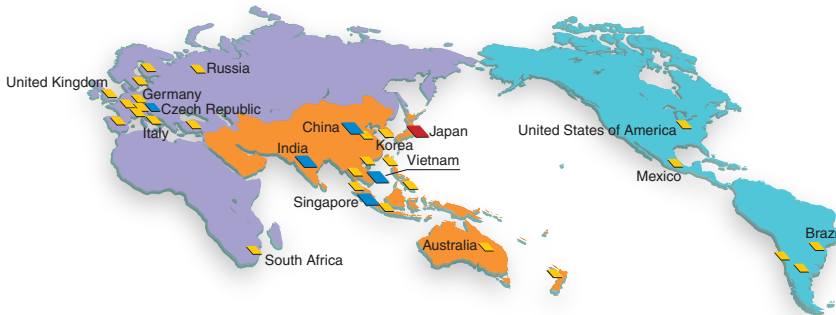 Russia
United Kingdom
Germany
Czech Republic
Italy
China
Japan
Korea
India
Vietnam
Singapore
South Africa
Australia
United States of America
Mexico
Brazi